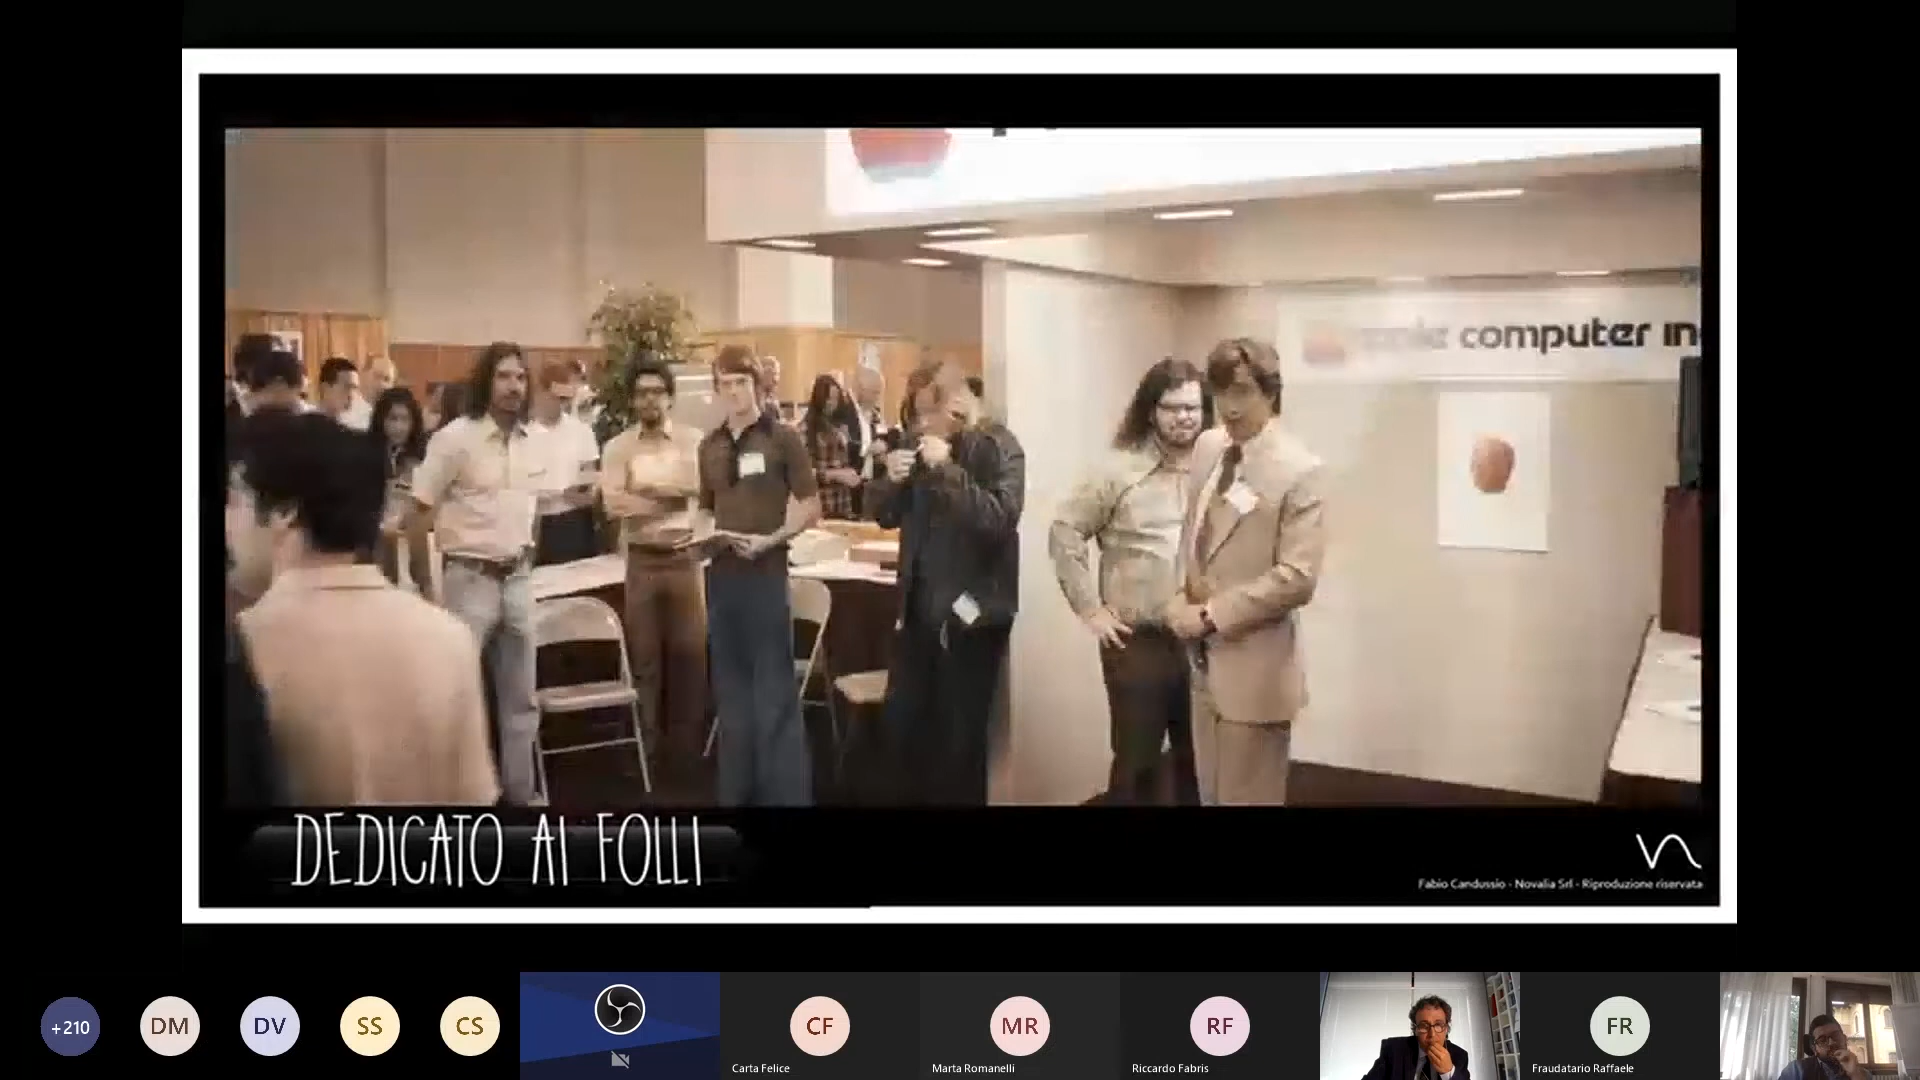 computer
DEDICATO AI FOLLI
Fabio Candussio - Novalia Srl - Riproduzione riservata
+210
DM
DV
SS
CS
CF
MR
RF
FR
Carta Felice
Marta Romanelli
Riccardo Fabris
Fraudatario Raffaele